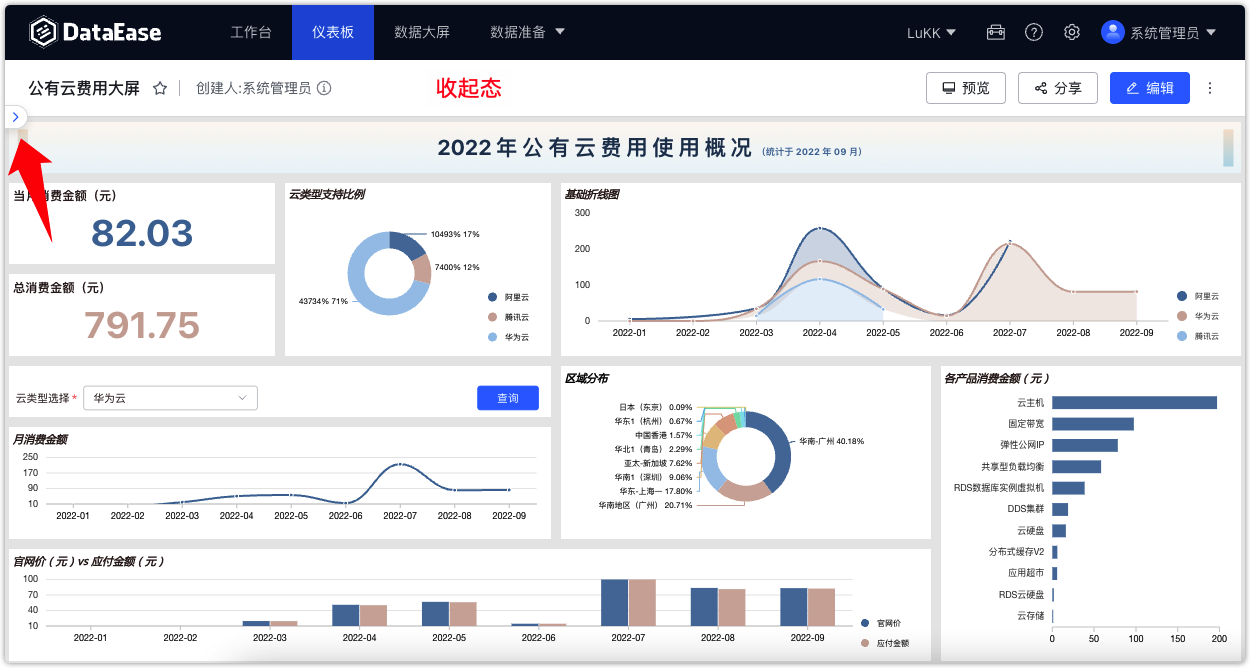 DataEase 工作台 仪表板 数据大屏 数据准备 LuKK 系统管理员
公有云费用大屏 创建人:系统管理员 收起态 预览 分享 编辑
2022年公有云费用使用概况 (统计于 2022 年 09 月)
当月消费金额（元）
82.03
总消费金额（元）
791.75
云类型支持比例
10493% 17%
7400% 12%
43734% 71%
阿里云
腾讯云
华为云
基础折线图
300
200
100
0
2022-01 2022-02 2022-03 2022-04 2022-05 2022-06 2022-07 2022-08 2022-09
阿里云
华为云
腾讯云
云类型选择 * 华为云 查询
月消费金额
250
170
90
10
2022-01 2022-02 2022-03 2022-04 2022-05 2022-06 2022-07 2022-08 2022-09
区域分布
日本（东京）0.09%
华东1（杭州）0.67%
中国香港 1.57%
华北1（青岛）2.29%
亚太-新加坡 7.62%
华南1（深圳）9.06%
华东-上海一 17.80%
华南地区（广州）20.71%
华南-广州 40.18%
各产品消费金额（元）
云主机
固定带宽
弹性公网IP
共享型负载均衡
RDS数据库实例虚拟机
DDS集群
云硬盘
分布式缓存V2
应用超市
RDS云硬盘
云存储
0 50 100 150 200
官网价（元）vs 应付金额（元）
100
70
40
10
2022-01 2022-02 2022-03 2022-04 2022-05 2022-06 2022-07 2022-08 2022-09
官网价
应付金额